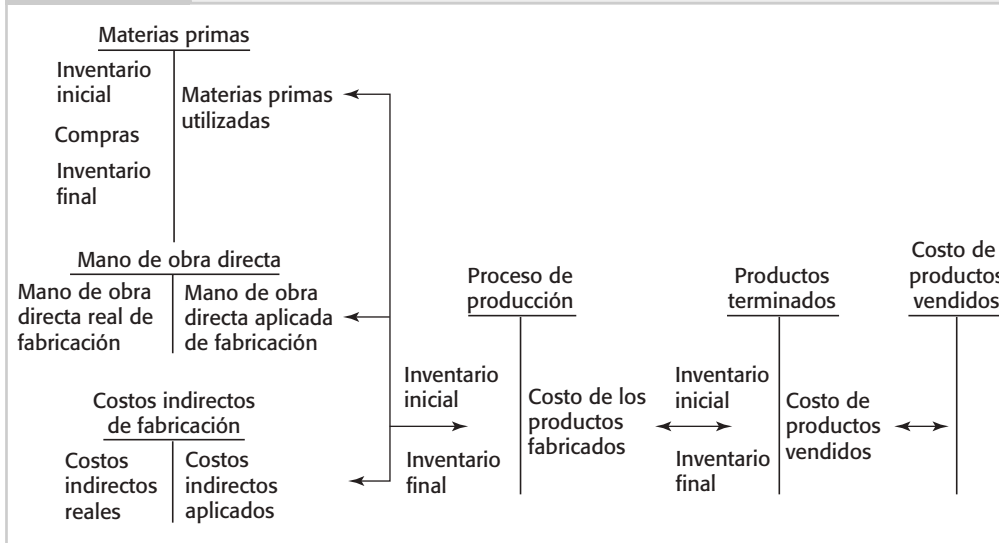 Materias primas
Inventario
inicial
Compras
Inventario
final
Materias primas
utilizadas
Mano de obra directa
Mano de obra
directa real de
fabricación
Mano de obra
directa aplicada
de fabricación
Costos indirectos
de fabricación
Costos
indirectos
reales
Costos
indirectos
aplicados
Proceso de
producción
Inventario
inicial
Inventario
final
Costo de los
productos
fabricados
Productos
terminados
Inventario
inicial
Inventario
final
Costo de
productos
vendidos
Costo de
productos
vendidos